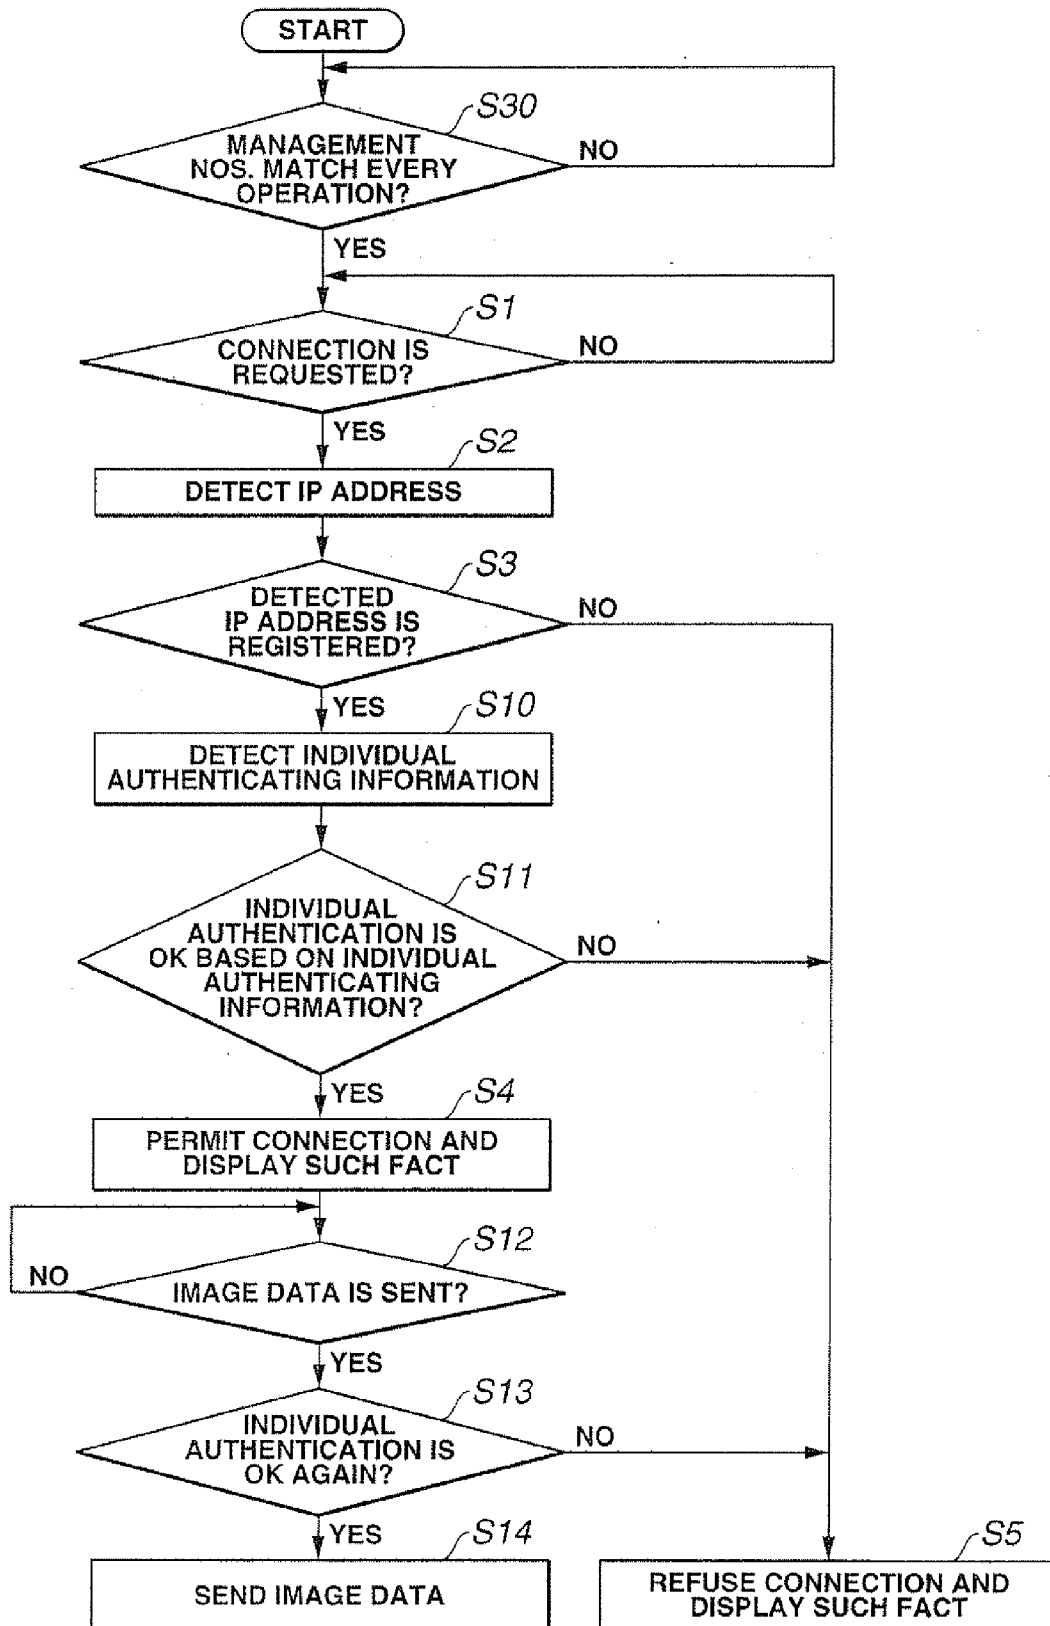 START
S30
MANAGEMENT
NOS. MATCH EVERY
OPERATION?
NO
YES
S1
CONNECTION IS
REQUESTED?
NO
YES
S2
DETECT IP ADDRESS
S3
DETECTED
IP ADDRESS IS
REGISTERED?
NO
YES
S10
DETECT INDIVIDUAL
AUTHENTICATING INFORMATION
S11
INDIVIDUAL
AUTHENTICATION IS
OK BASED ON INDIVIDUAL
AUTHENTICATING
INFORMATION?
NO
YES
S4
PERMIT CONNECTION AND
DISPLAY SUCH FACT
S12
NO
IMAGE DATA IS SENT?
YES
S13
INDIVIDUAL
AUTHENTICATION IS
OK AGAIN?
NO
YES
S14
SEND IMAGE DATA
S5
REFUSE CONNECTION AND
DISPLAY SUCH FACT